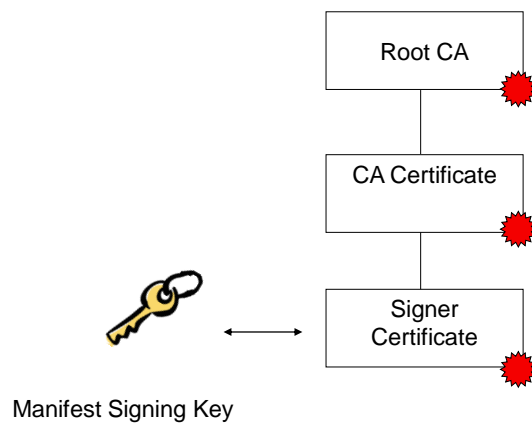 Root CA
CA Certificate
Signer
Certificate
Manifest Signing Key